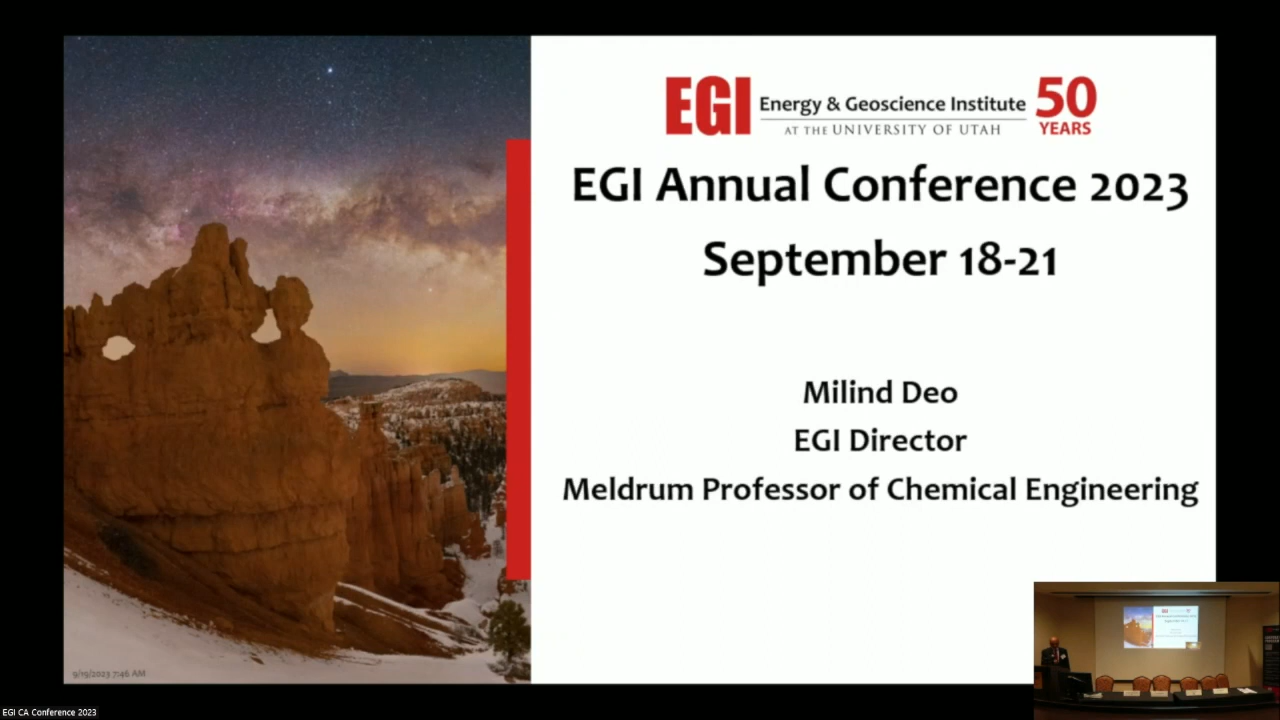 EGI Energy & Geoscience Institute 50
AT THE UNIVERSITY OF UTAH YEARS
EGI Annual Conference 2023
September 18-21
Milind Deo
EGI Director
Meldrum Professor of Chemical Engineering
9/19/2023 7:46 AM
EGI CA Conference 2023